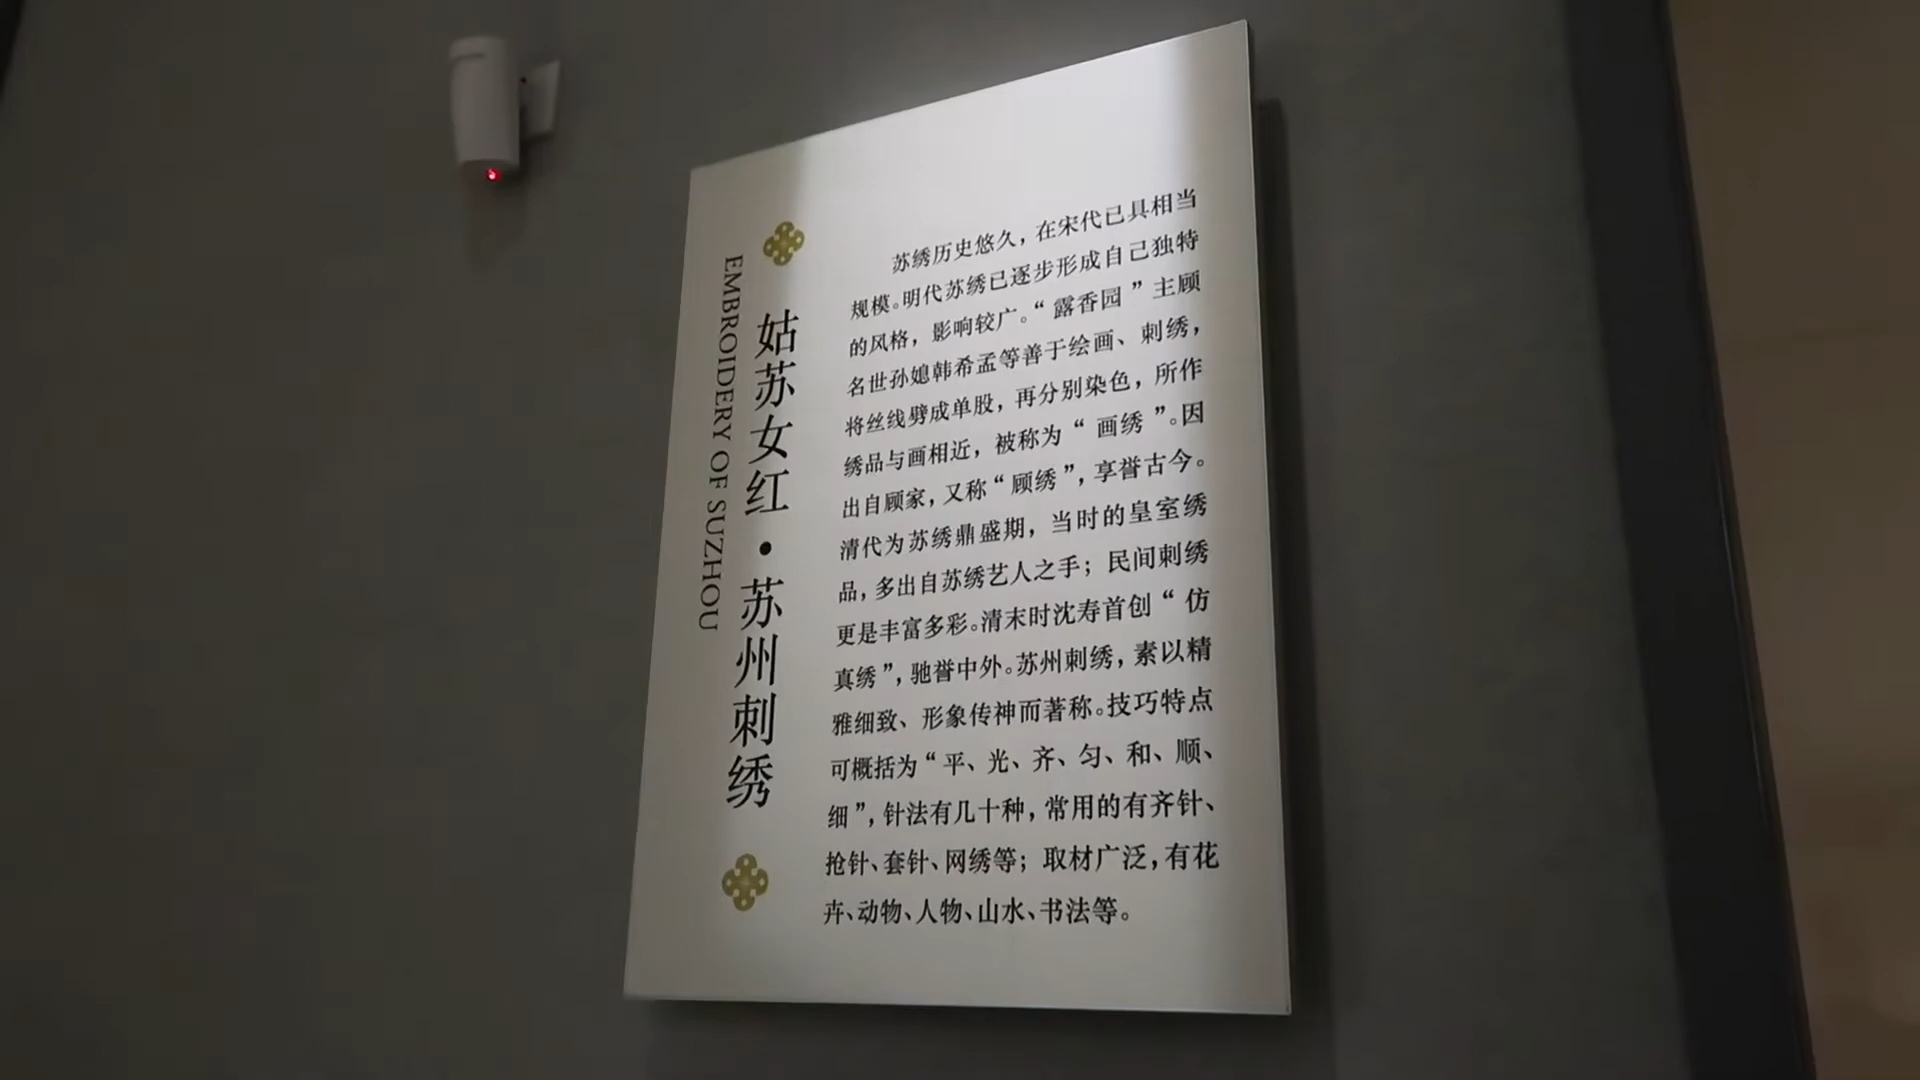 姑苏女红·苏州刺绣
EMBROIDERY OF SUZHOU
苏绣历史悠久，在宋代已具相当
规模。明代苏绣已逐步形成自己独特
的风格，影响较广。“露香园”主顾
名世孙媳韩希孟等善于绘画、刺绣，
将丝线劈成单股，再分别染色，所作
绣品与画相近，被称为“画绣”。因
出自顾家，又称“顾绣”，享誉古今。
清代为苏绣鼎盛期，当时的皇室绣
品，多出自苏绣艺人之手；民间刺绣
更是丰富多彩。清末时沈寿首创“仿
真绣”，驰誉中外。苏州刺绣，素以精
雅细致、形象传神而著称。技巧特点
可概括为“平、光、齐、匀、和、顺、
细”，针法有几十种，常用的有齐针、
抢针、套针、网绣等；取材广泛，有花
卉、动物、人物、山水、书法等。